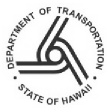 DEPARTMENT OF TRANSPORTATION
STATE OF HAWAII